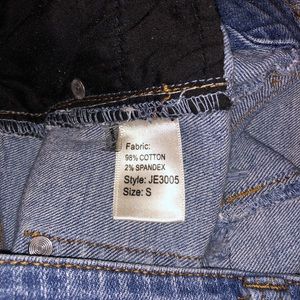 Fabric:
98% COTTON
2% SPANDEX
Style: JE3005
Size: S